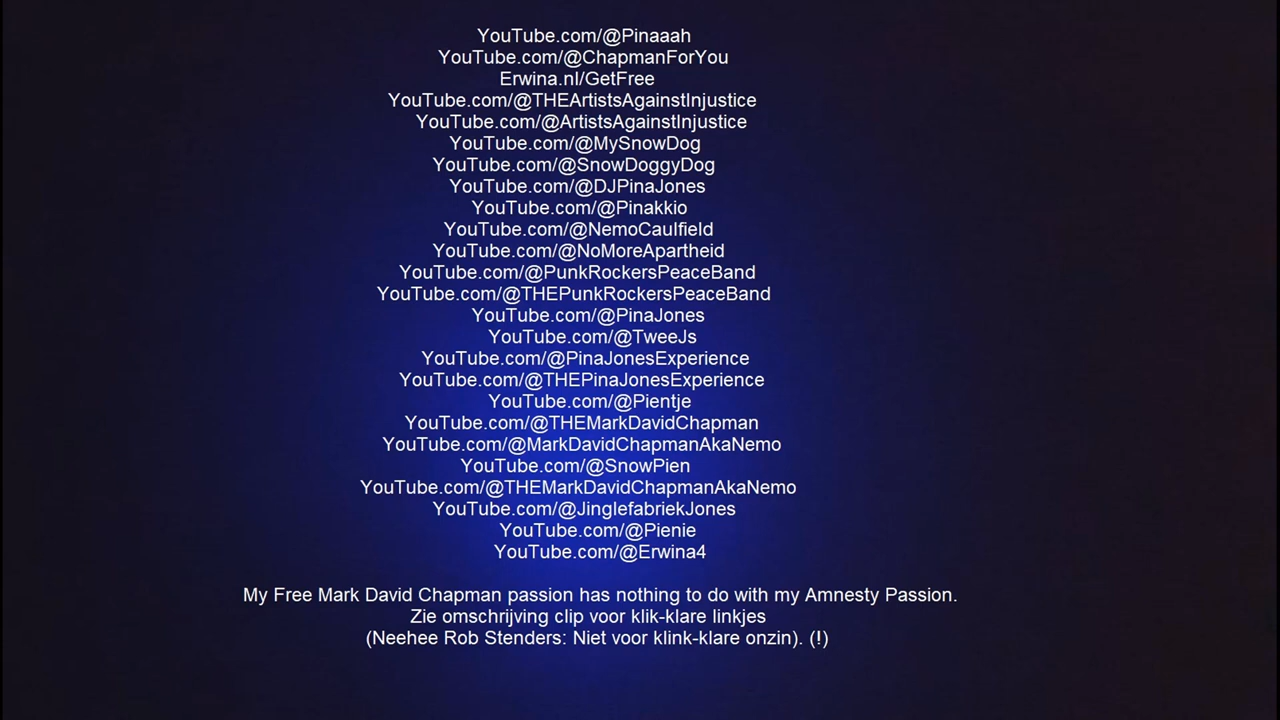 YouTube.com/@Pinaaah
YouTube.com/@ChapmanForYou
Erwina.nl/GetFree
YouTube.com/@THEArtistsAgainstInjustice
YouTube.com/@ArtistsAgainstInjustice
YouTube.com/@MySnowDog
YouTube.com/@SnowDoggyDog
YouTube.com/@DJPinaJones
YouTube.com/@Pinakkio
YouTube.com/@NemoCaulfield
YouTube.com/@NoMoreApartheid
YouTube.com/@PunkRockersPeaceBand
YouTube.com/@THEPunkRockersPeaceBand
YouTube.com/@PinaJones
YouTube.com/@TweeJs
YouTube.com/@PinaJonesExperience
YouTube.com/@THEPinaJonesExperience
YouTube.com/@Pientje
YouTube.com/@THEMarkDavidChapman
YouTube.com/@MarkDavidChapmanAkaNemo
YouTube.com/@SnowPien
YouTube.com/@THEMarkDavidChapmanAkaNemo
YouTube.com/@JinglefabriekJones
YouTube.com/@Pienie
YouTube.com/@Erwina4
My Free Mark David Chapman passion has nothing to do with my Amnesty Passion.
Zie omschrijving clip voor klik-klare linkjes
(Neehee Rob Stenders: Niet voor klink-klare onzin). (!)